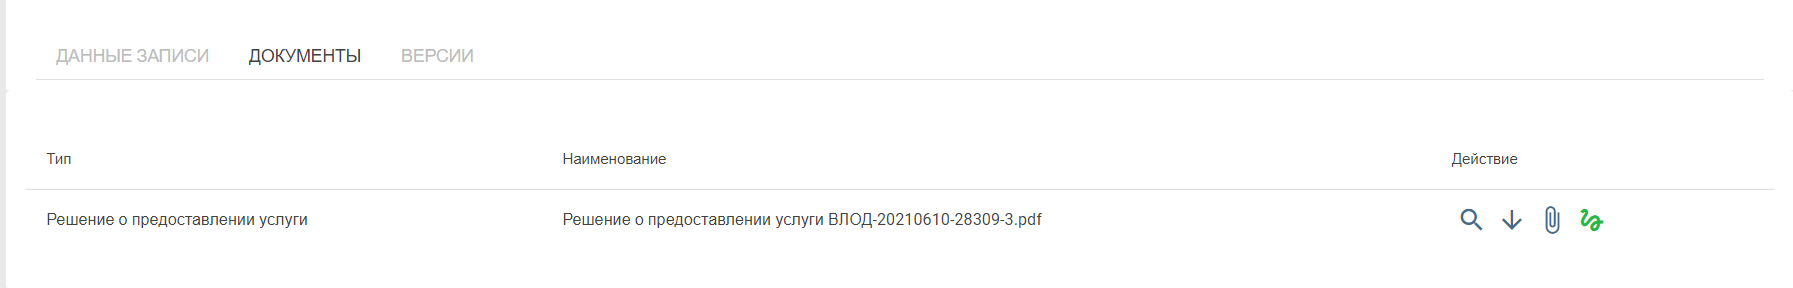 ДАННЫЕ ЗАПИСИ ДОКУМЕНТЫ ВЕРСИИ
Тип Наименование Действие
Решение о предоставлении услуги Решение о предоставлении услуги ВЛОД-20210610-28309-3.pdf